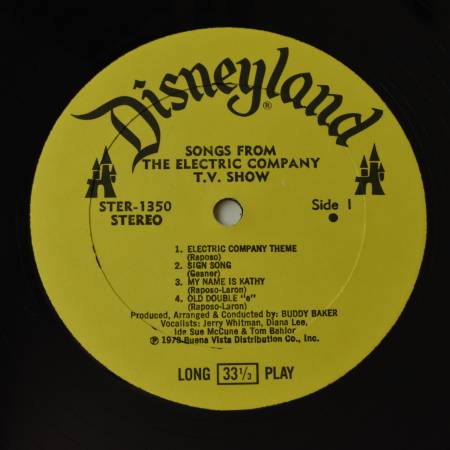 Disneyland®
SONGS FROM
THE ELECTRIC COMPANY
T.V. SHOW
STER-1350
STEREO
Side 1
1. ELECTRIC COMPANY THEME
(Raposo)
2. SIGN SONG
(Gesner)
3. MY NAME IS KATHY
(Raposo-Laron)
4. OLD DOUBLE "e"
(Raposo-Laron)
Produced, Arranged & Conducted by: BUDDY BAKER
Vocalists: Jerry Whitman, Diana Lee,
Ide Sue McCune & Tom Bahlor
℗ 1973 Buena Vista Distribution Co., Inc.
LONG 33⅓ PLAY